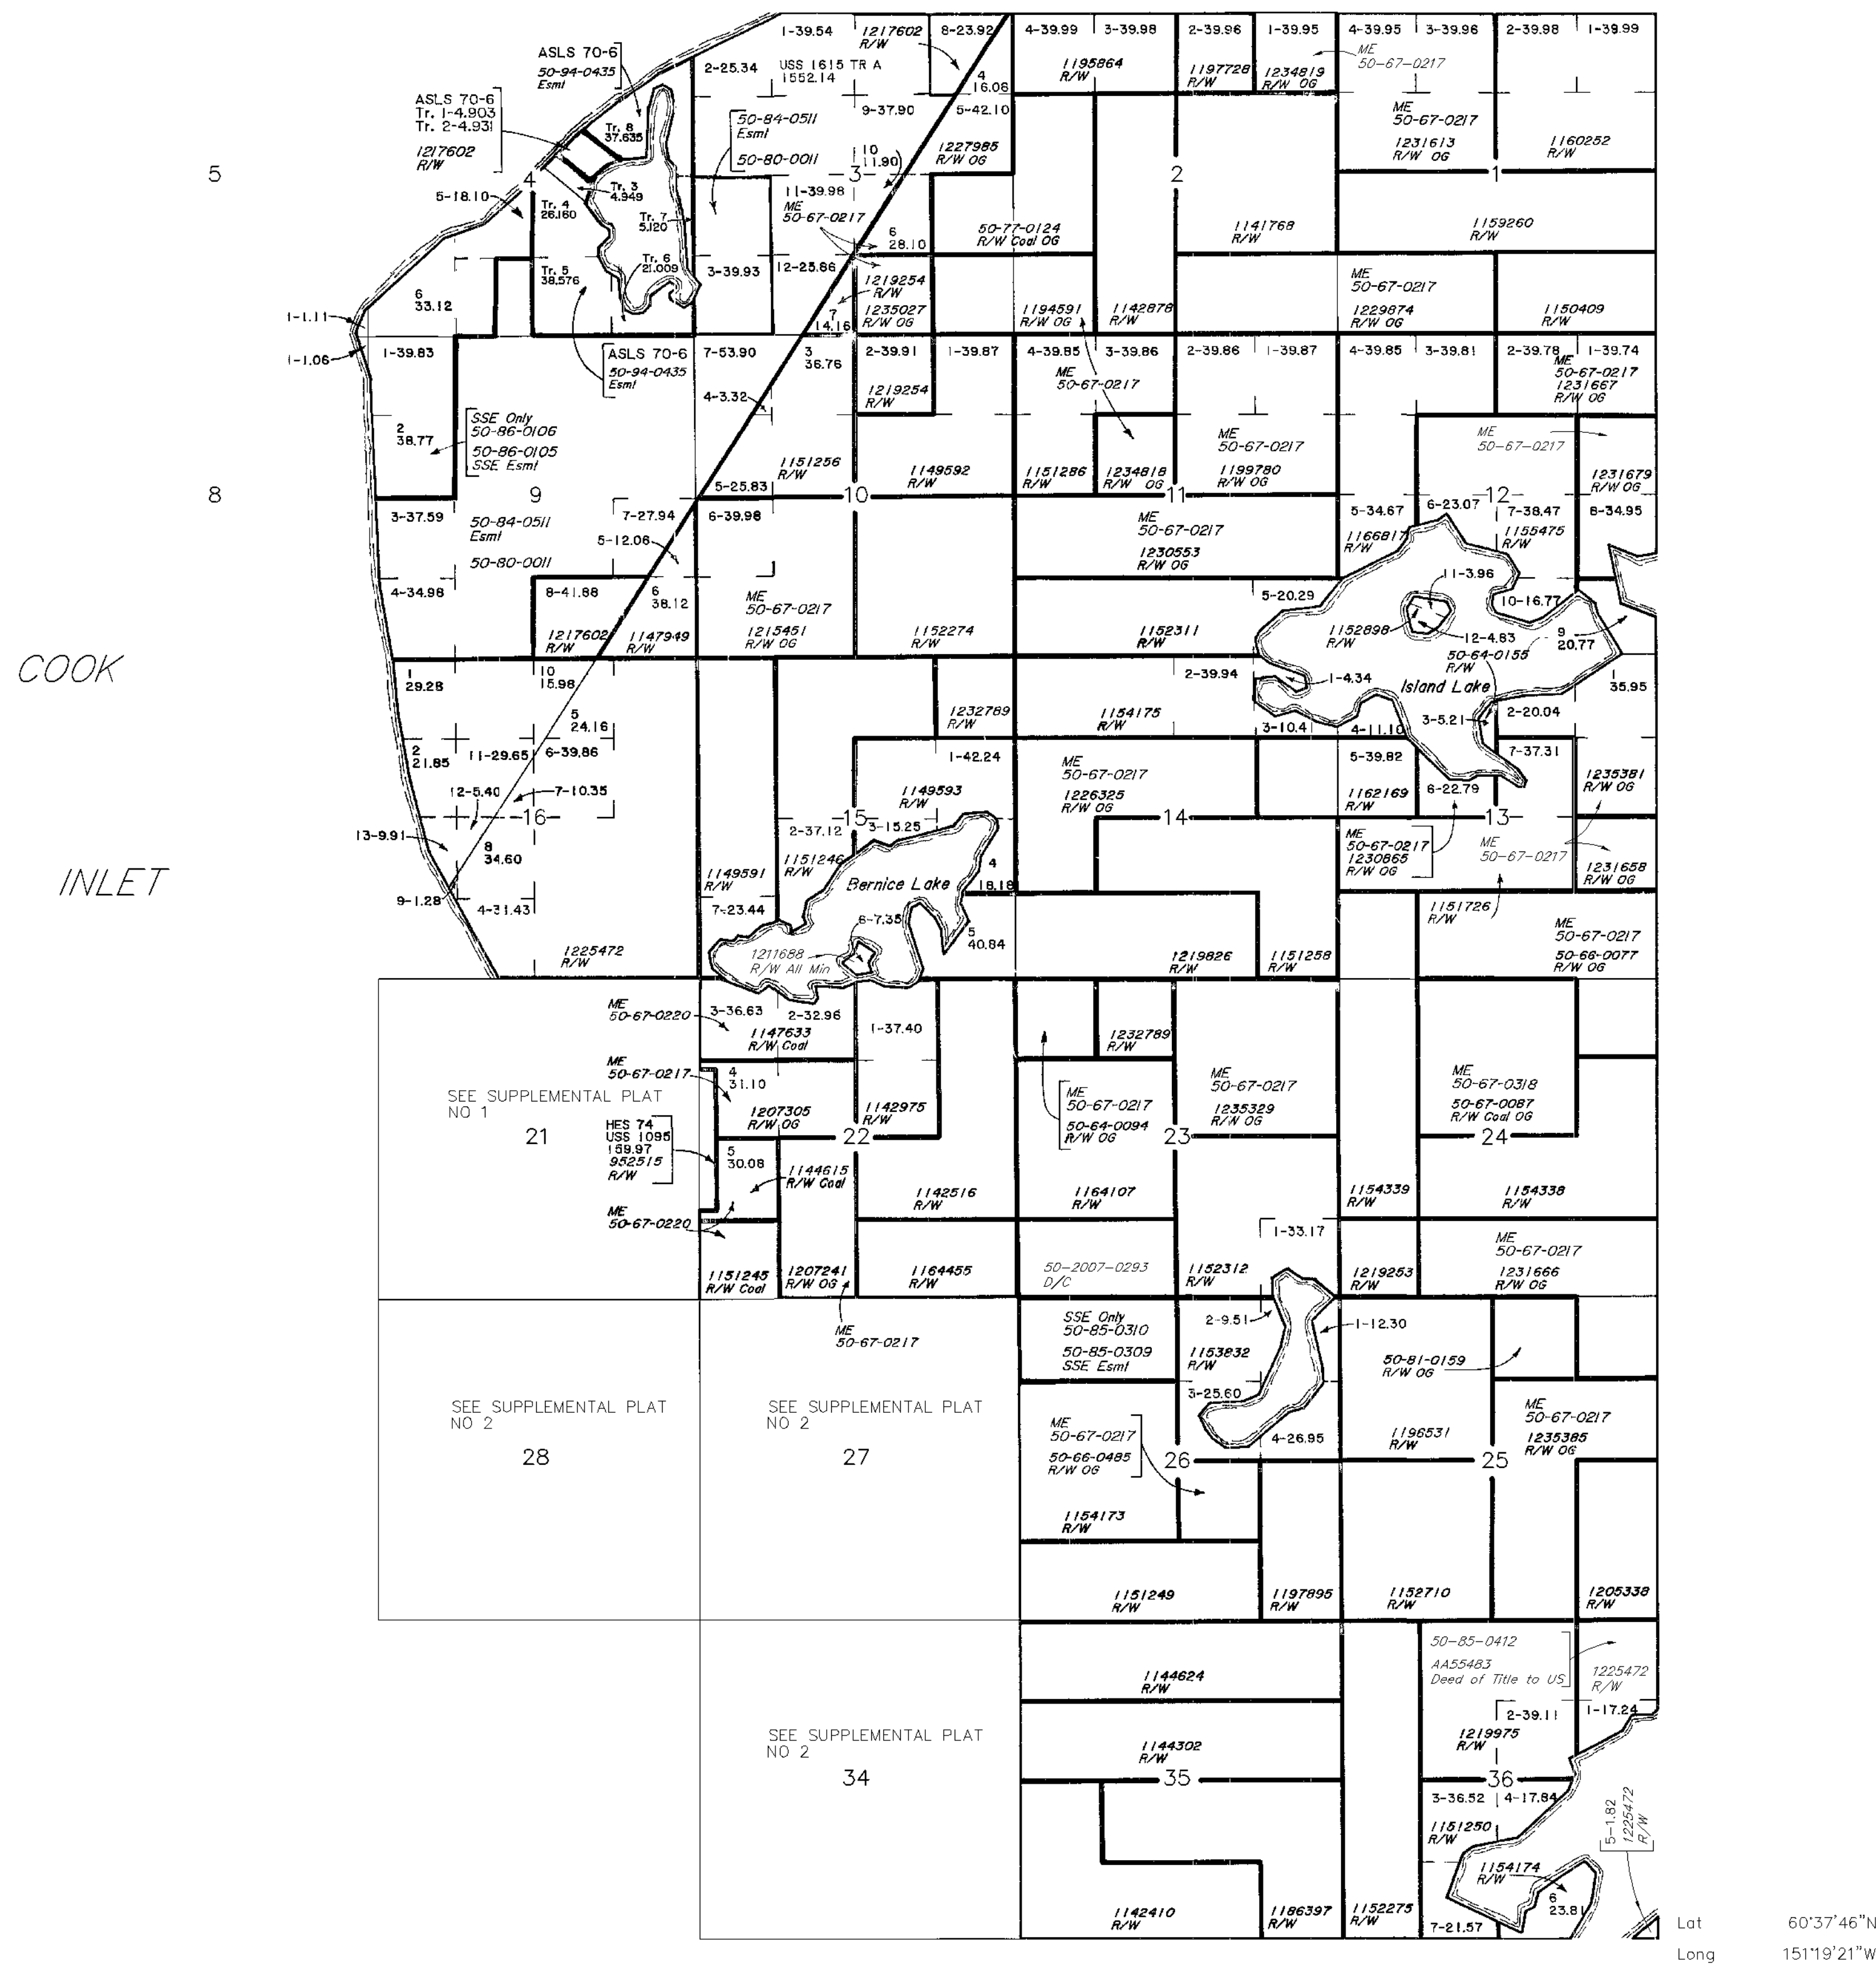 COOK
INLET
5
8
ASLS 70-6
50-94-0435
Esmt
ASLS 70-6
Tr. 1-4.903
Tr. 2-4.931
1217602
R/W
Tr. 8
37.635
4
Tr. 3
4.949
5-18.10
Tr. 4
26.160
Tr. 7
5.120
Tr. 5
38.576
Tr. 6
21.009
6
33.12
1-1.11
1-1.06
ASLS 70-6
50-94-0435
Esmt
1-39.54
1217602
R/W
8-23.92
2-25.34
USS 1615 TR A
1552.14
4
16.08
9-37.90
5-42.10
50-84-0511
Esmt
50-80-0011
10
11.90
1227985
R/W OG
3
11-39.98
ME
50-67-0217
6
28.10
3-39.93
12-25.86
1219254
R/W
7
14.16
1235027
R/W OG
4-39.99
3-39.98
2-39.96
1-39.95
1195864
R/W
1197728
R/W
1234819
R/W OG
ME
50-67-0217
2
50-77-0124
R/W Coal OG
1141768
R/W
1194591
R/W OG
1142878
R/W
4-39.95
3-39.96
2-39.98
1-39.99
ME
50-67-0217
1231613
R/W OG
1160252
R/W
1
1159260
R/W
ME
50-67-0217
1229874
R/W OG
1150409
R/W
1-39.83
2
38.77
SSE Only
50-86-0106
50-86-0105
SSE Esmt
9
3-37.59
50-84-0511
Esmt
50-80-0011
7-27.94
5-12.06
4-34.98
8-41.88
1217602
R/W
6
38.12
1147949
R/W
7-53.90
3
36.76
2-39.91
1-39.87
4-3.32
1219254
R/W
1151256
R/W
1149592
R/W
5-25.83
10
6-39.98
ME
50-67-0217
1215451
R/W OG
1152274
R/W
4-39.85
3-39.86
2-39.86
1-39.87
ME
50-67-0217
ME
50-67-0217
1151286
R/W
1234818
R/W OG
1199780
R/W OG
11
ME
50-67-0217
1230553
R/W OG
5-20.29
1152311
R/W
4-39.85
3-39.81
2-39.78
1-39.74
ME
50-67-0217
1231667
R/W OG
ME
50-67-0217
1231679
R/W OG
12
5-34.67
6-23.07
7-38.47
8-34.95
1166817
R/W
1155475
R/W
11-3.96
10-16.77
1152898
R/W
12-4.83
9
20.77
50-64-0155
R/W
Island Lake
1
29.28
10
15.98
5
24.16
2
21.85
11-29.65
6-39.86
12-5.40
7-10.35
16
13-9.91
8
34.60
9-1.28
4-31.43
1225472
R/W
1232789
R/W
1-42.24
1149593
R/W
15
2-37.12
3-15.25
1149591
R/W
1151246
R/W
Bernice Lake
4
18.18
7-23.44
6-7.35
5
40.84
1211688
R/W All Min
2-39.94
1-4.34
1154175
R/W
3-10.41
ME
50-67-0217
1226325
R/W OG
14
1219826
R/W
1151258
R/W
1
35.95
3-5.21
2-20.04
4-11.10
5-39.82
7-37.31
1162169
R/W
6-22.79
1235381
R/W OG
13
ME
50-67-0217
1230865
R/W OG
ME
50-67-0217
1231658
R/W OG
1151726
R/W
ME
50-67-0217
50-66-0077
R/W OG
SEE SUPPLEMENTAL PLAT
NO 1
21
ME
50-67-0220
3-36.63
2-32.96
1147633
R/W Coal
1-37.40
ME
50-67-0217
4
31.10
1207305
R/W OG
1142975
R/W
HES 74
USS 1095
159.97
952515
R/W
22
5
30.08
1144615
R/W Coal
1142516
R/W
ME
50-67-0220
1151245
R/W Coal
1207241
R/W OG
1164455
R/W
ME
50-67-0217
1232789
R/W
ME
50-67-0217
50-64-0094
R/W OG
ME
50-67-0217
1235329
R/W OG
23
1164107
R/W
1-33.17
50-2007-0293
D/C
1152312
R/W
ME
50-67-0318
50-67-0087
R/W Coal OG
24
1154339
R/W
1154338
R/W
ME
50-67-0217
1219253
R/W
1231666
R/W OG
SEE SUPPLEMENTAL PLAT
NO 2
28
SEE SUPPLEMENTAL PLAT
NO 2
27
SSE Only
50-85-0310
50-85-0309
SSE Esmt
2-9.51
1-12.30
1153832
R/W
3-25.60
ME
50-67-0217
50-66-0485
R/W OG
4-26.95
26
1154173
R/W
1151249
R/W
1197895
R/W
50-81-0159
R/W OG
ME
50-67-0217
1235385
R/W OG
1196531
R/W
25
1152710
R/W
1205338
R/W
SEE SUPPLEMENTAL PLAT
NO 2
34
1144624
R/W
1144302
R/W
35
1142410
R/W
1186397
R/W
1152275
R/W
50-85-0412
AA55483
Deed of Title to US
1225472
R/W
2-39.11
1-17.24
1219975
R/W
36
3-36.52
4-17.84
1151250
R/W
1154174
R/W
6
23.81
7-21.57
5-1.82
1225472
R/W
Lat 60°37'46"N
Long 151°19'21"W